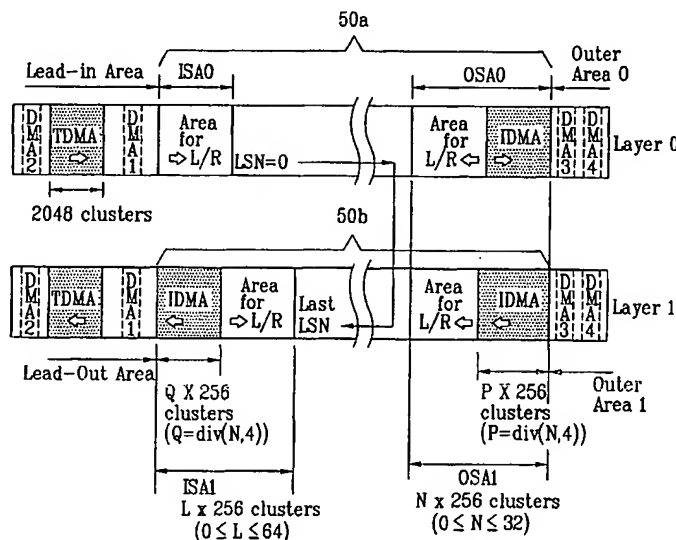 50a
Lead-in Area
ISA0
OSA0
Outer
Area 0
DMA2
TDMA
DMA1
Area
for
L/R
LSN=0
Area
for
L/R
IDMA
DMA3
DMA4
Layer 0
2048 clusters
50b
DMA2
TDMA
DMA1
IDMA
Area
for
L/R
Last
LSN
Area
for
L/R
IDMA
DMA3
DMA4
Layer 1
Lead-Out Area
Q X 256
clusters
(Q=div(N,4))
P X 256
clusters
(P=div(N,4))
Outer
Area 1
ISA1
L x 256 clusters
(0 ≤ L ≤ 64)
OSA1
N x 256 clusters
(0 ≤ N ≤ 32)